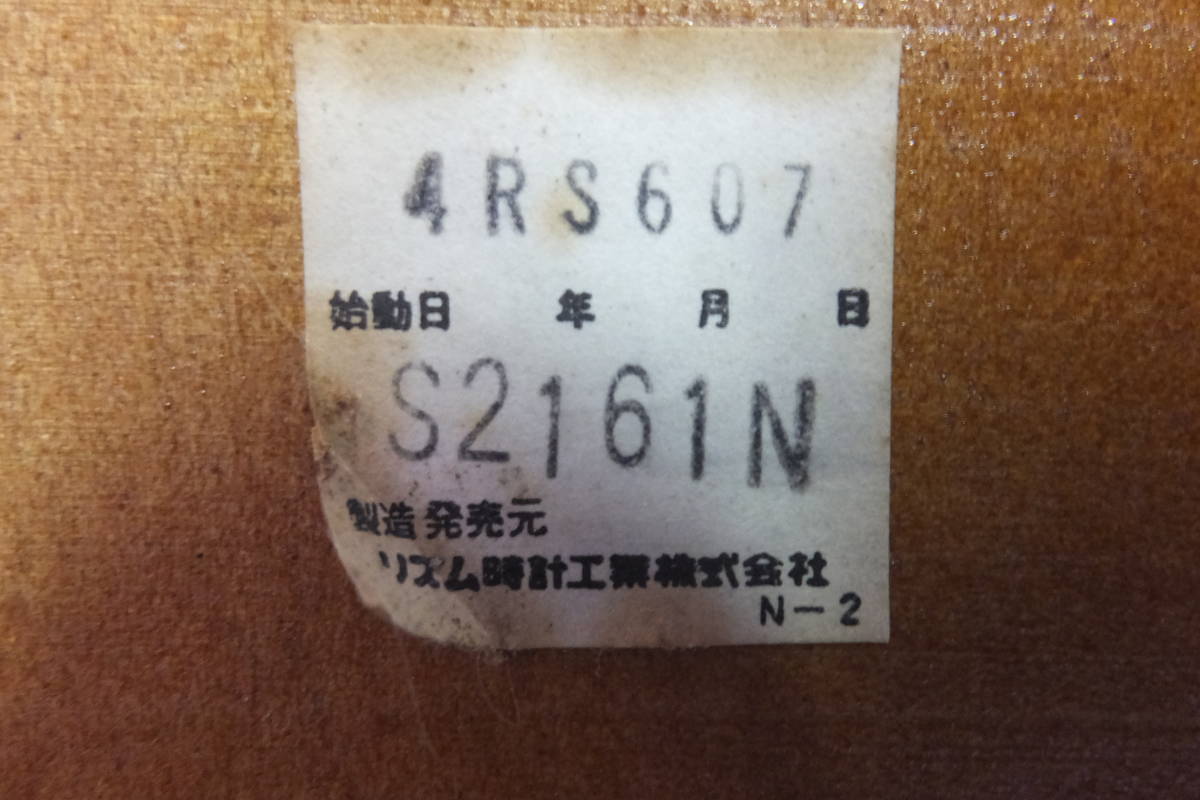 4RS607
始動日 年 月 日
S2161N
製造発売元
リズム時計工業株式会社
N-2